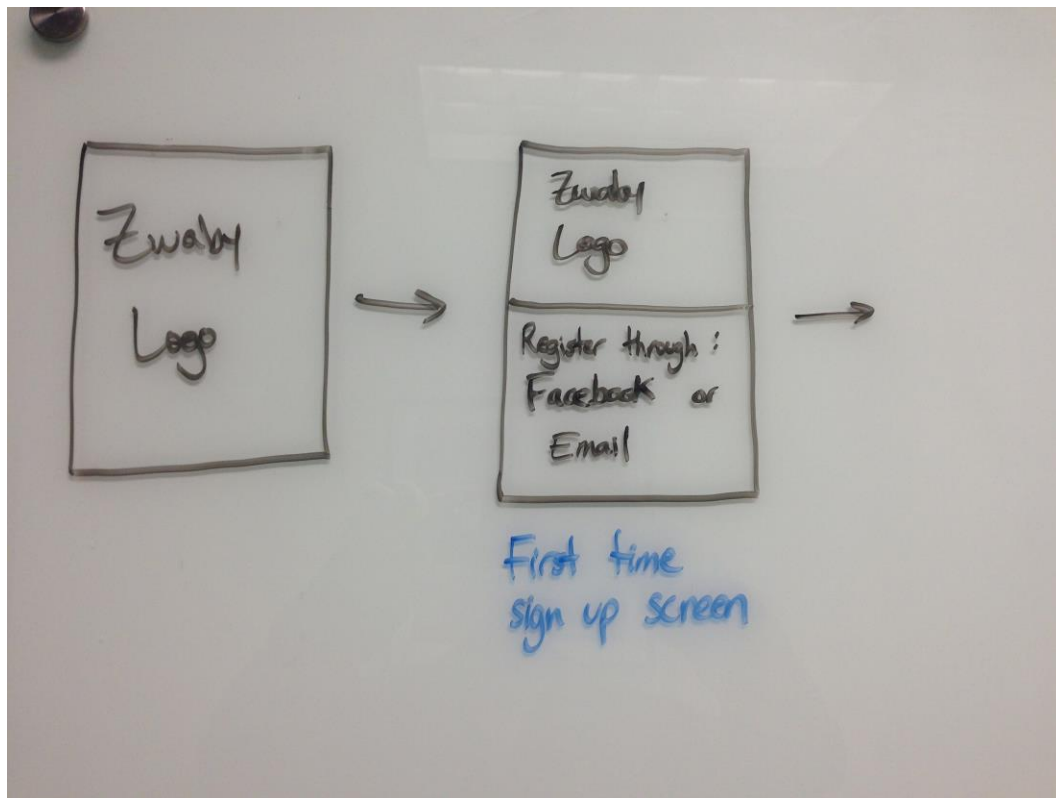 Zwaby
Logo
Zwaby
Logo
Register through:
Facebook or
Email
First time
sign up screen